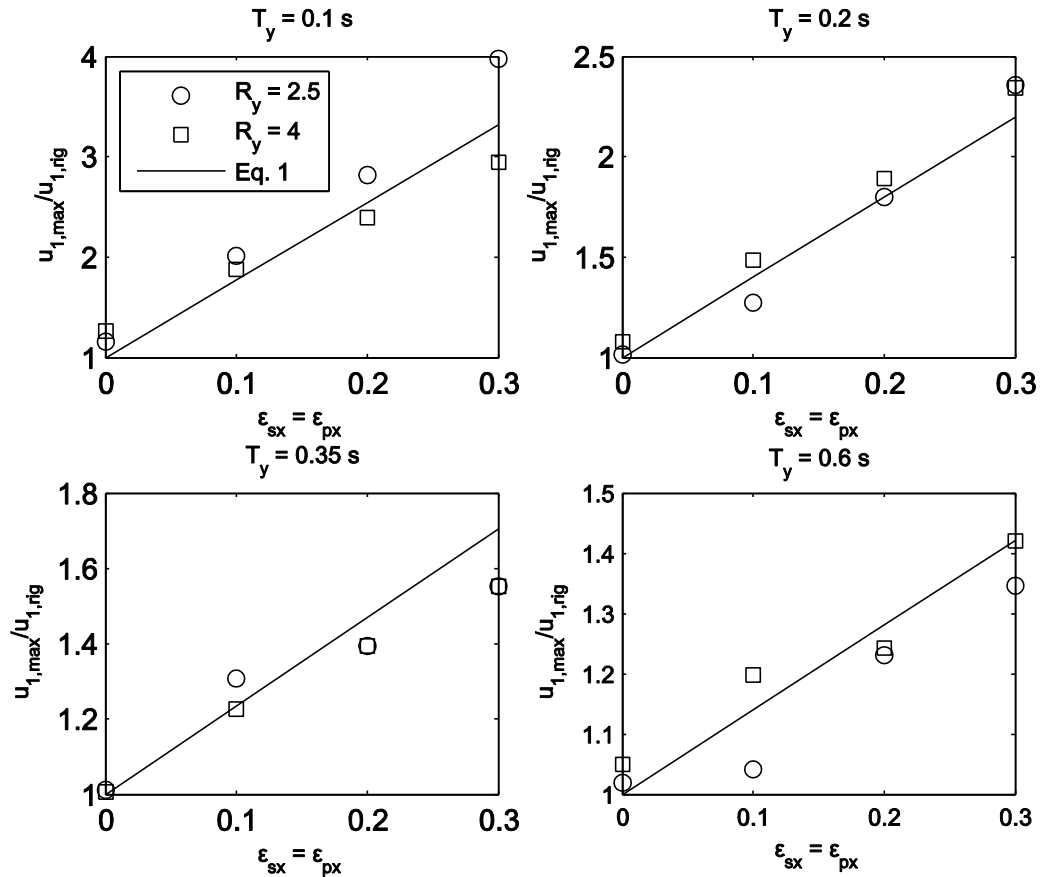 T_y = 0.1 s
4
3
2
1
u_1,max/u_1,rig
R_y = 2.5
R_y = 4
Eq. 1
0 0.1 0.2 0.3
ε_sx = ε_px
T_y = 0.2 s
2.5
2
1.5
1
u_1,max/u_1,rig
0 0.1 0.2 0.3
ε_sx = ε_px
T_y = 0.35 s
1.8
1.6
1.4
1.2
1
u_1,max/u_1,rig
0 0.1 0.2 0.3
ε_sx = ε_px
T_y = 0.6 s
1.5
1.4
1.3
1.2
1.1
1
u_1,max/u_1,rig
0 0.1 0.2 0.3
ε_sx = ε_px